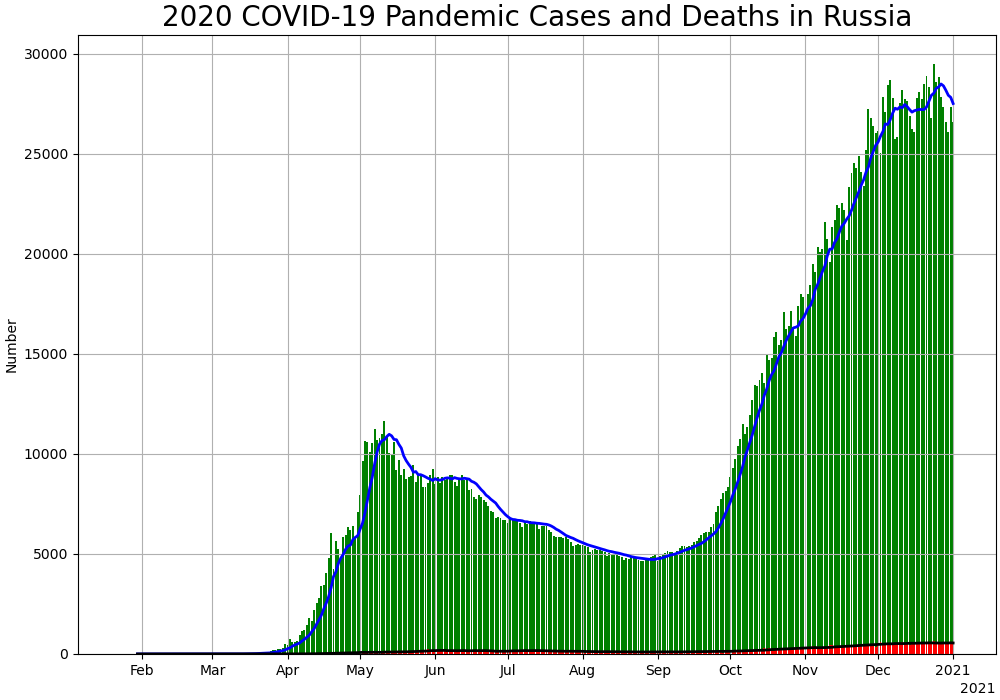 2020 COVID-19 Pandemic Cases and Deaths in Russia
30000
25000
20000
15000
10000
5000
0
Number
Feb Mar Apr May Jun Jul Aug Sep Oct Nov Dec 2021
2021